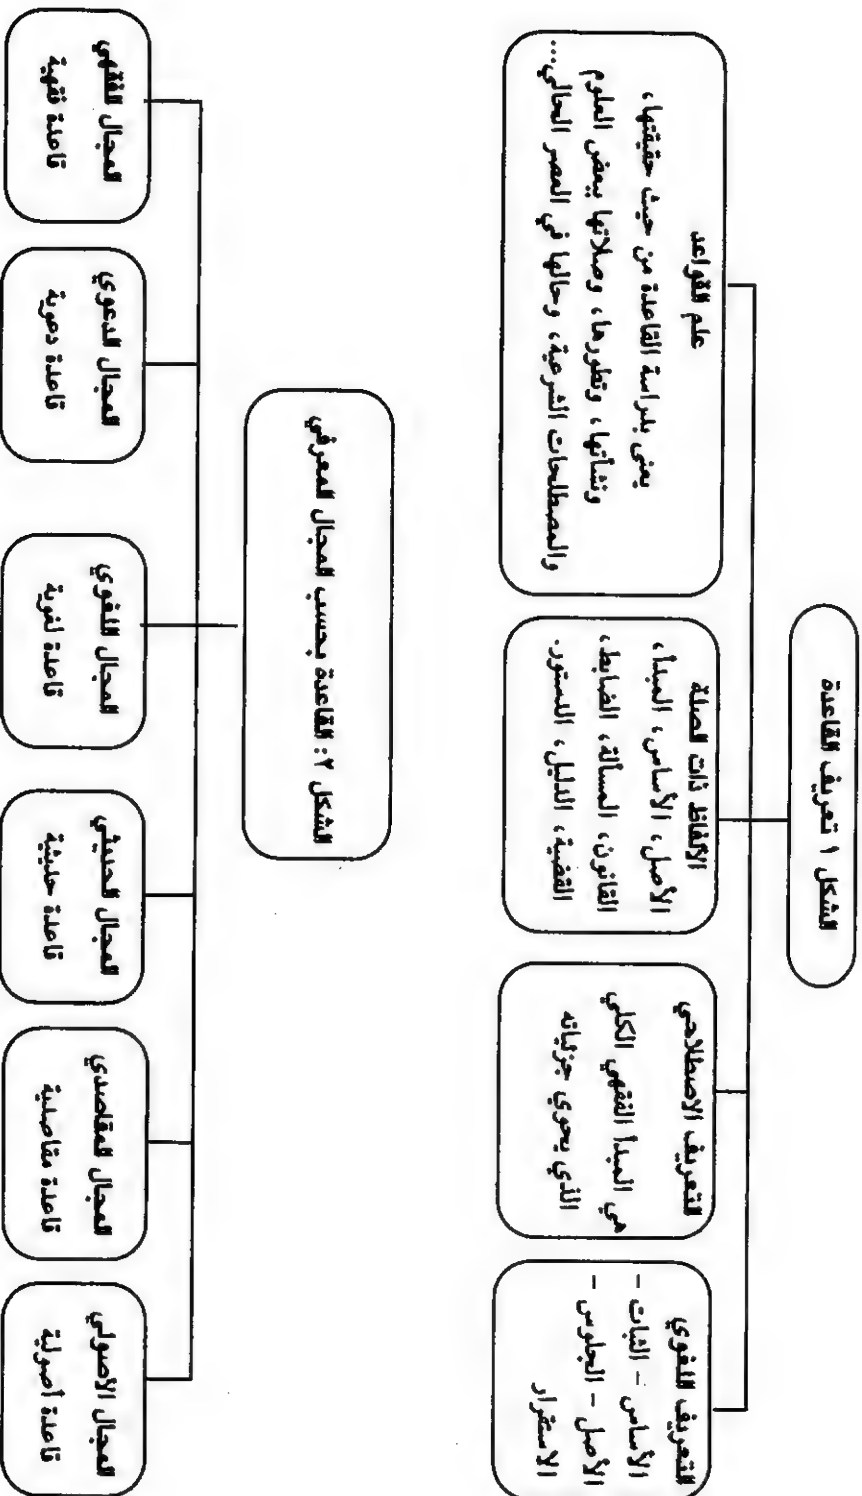 الشكل ١ تعريف القاعدة
التعريف اللغوي
الأساس - الثبات -
الأصل - الجلوس -
الاستقرار
التعريف الاصطلاحي
هي المبدأ الفقهي الكلي
الذي يحوي جزئياته
الألفاظ ذات الصلة
الأصل، الأساس، المبدأ،
القانون، المسألة، الضابط،
القضية، الدليل، الدستور.
علم القواعد
يعنى بدراسة القاعدة من حيث حقيقتها،
ونشأتها، وتطورها، وصلاتها ببعض العلوم
والمصطلحات الشرعية، وحالها في العصر الحالي...
الشكل ٢: القاعدة بحسب المجال المعرفي
المجال الأصولي
قاعدة أصولية
المجال المقاصدي
قاعدة مقاصدية
المجال الحديثي
قاعدة حديثية
المجال اللغوي
قاعدة لغوية
المجال الدعوي
قاعدة دعوية
المجال الفقهي
قاعدة فقهية